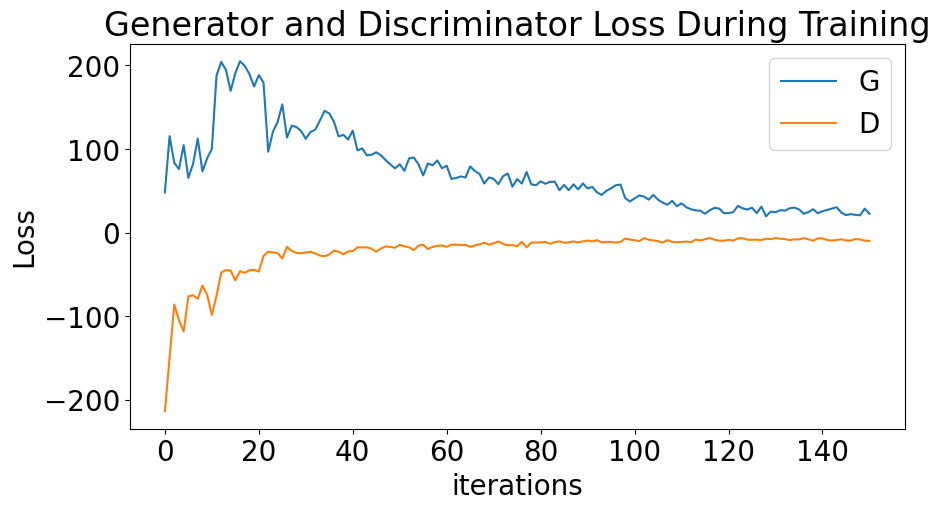 Generator and Discriminator Loss During Training
G
D
200
100
0
−100
−200
Loss
0 20 40 60 80 100 120 140
iterations